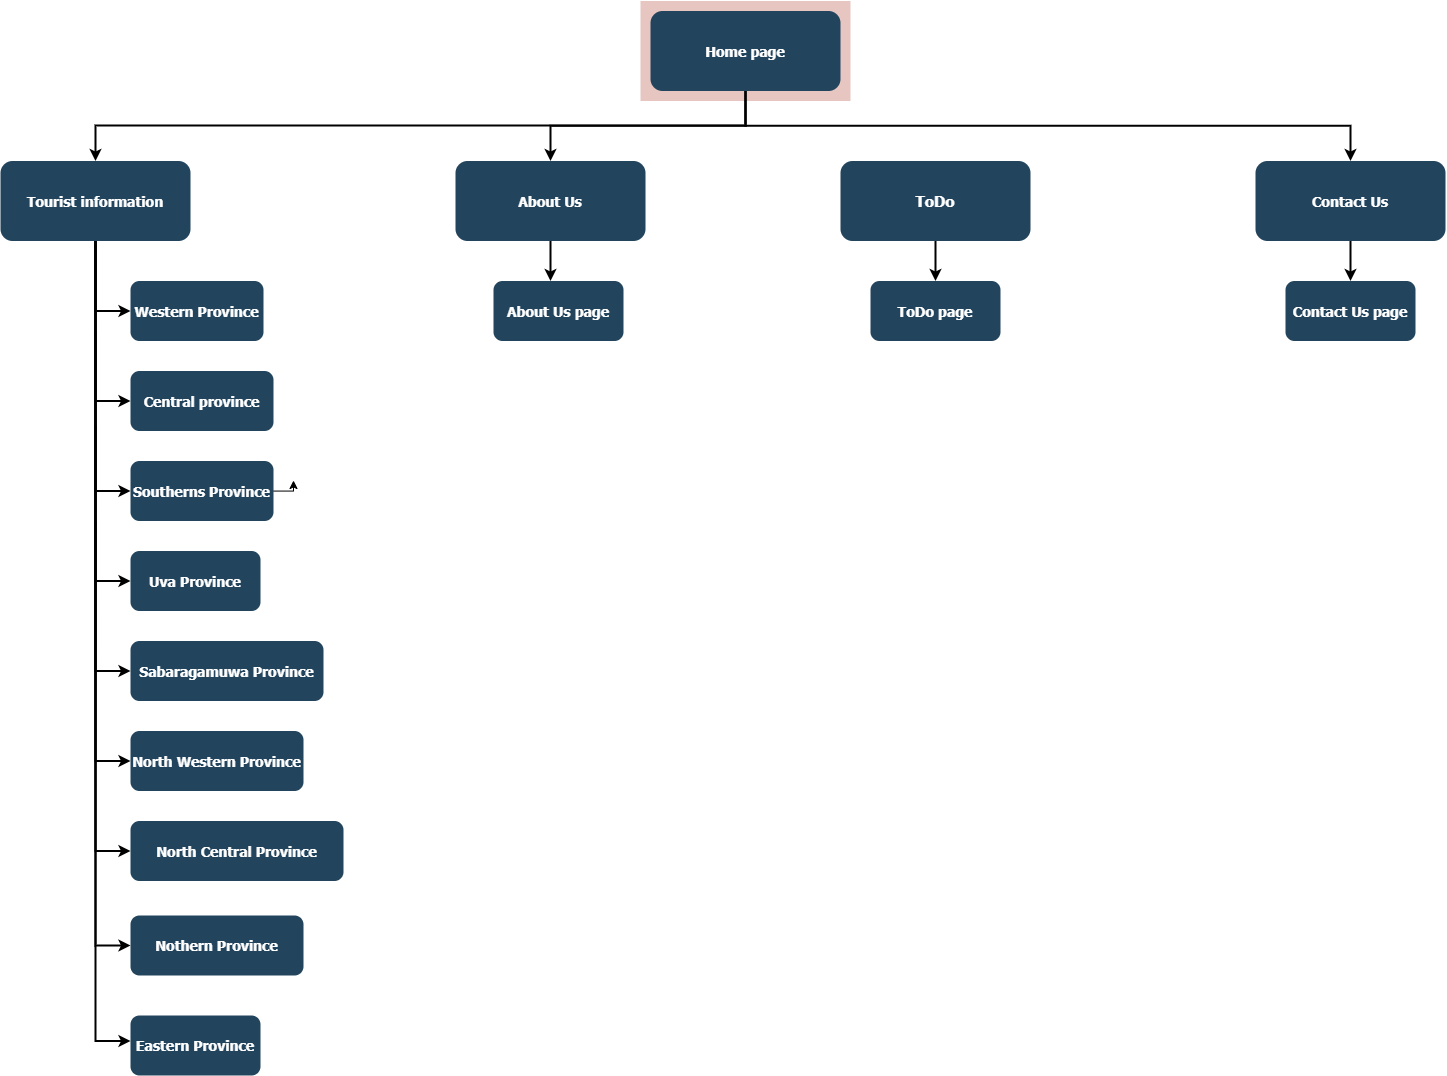 Home page
Tourist information
About Us
ToDo
Contact Us
Western Province
About Us page
ToDo page
Contact Us page
Central province
Southerns Province
Uva Province
Sabaragamuwa Province
North Western Province
North Central Province
Nothern Province
Eastern Province